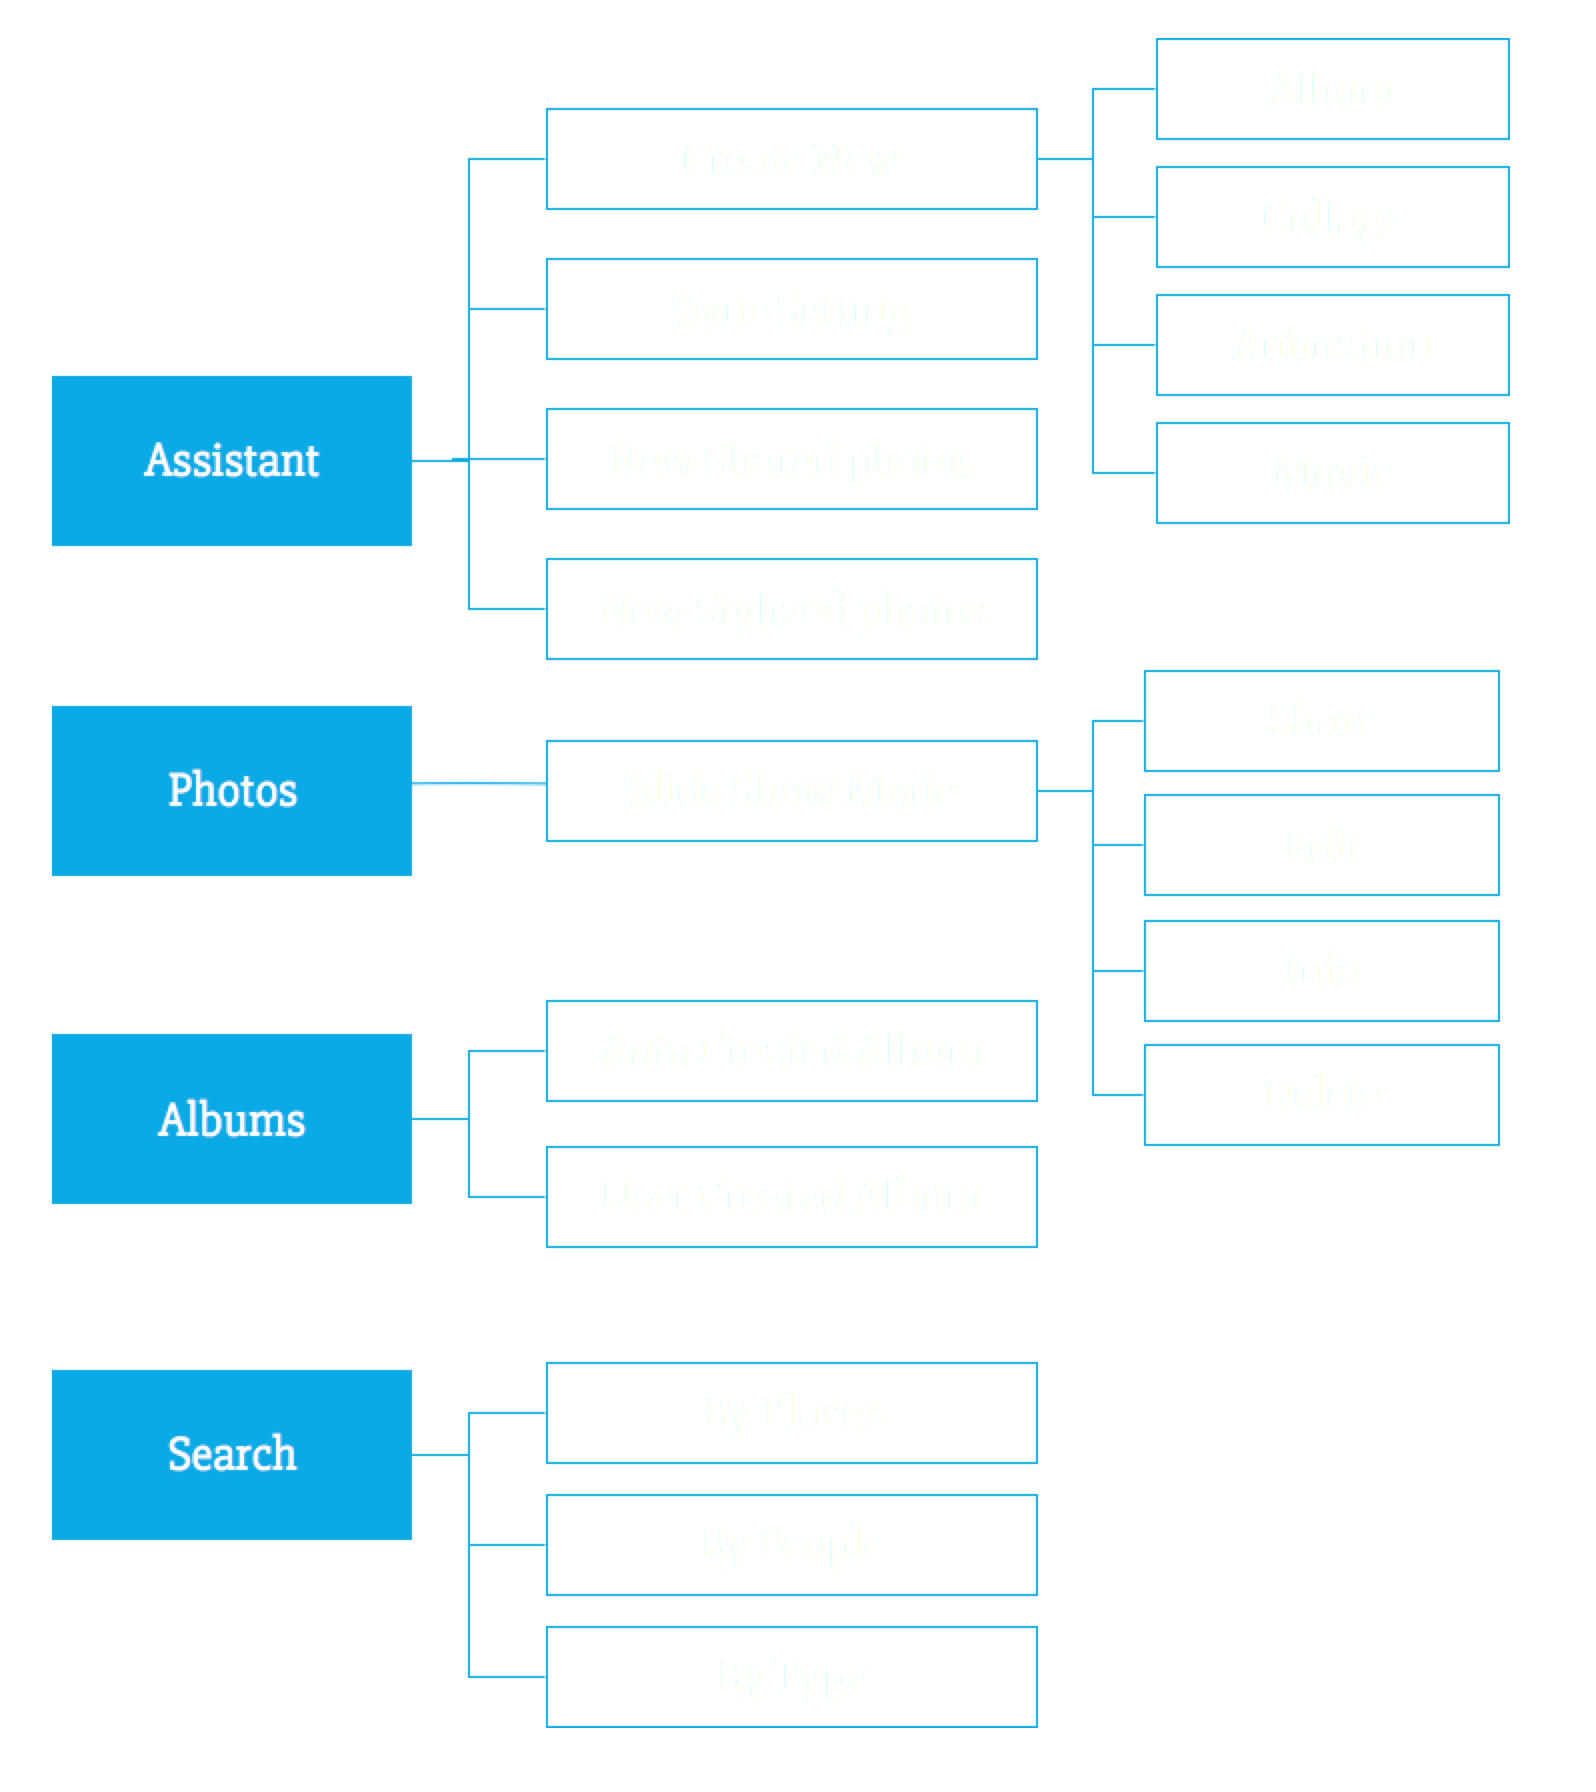 Album
Create New
Collage
Sync Setting
Animation
Assistant
New Shared photos
Movie
New Stylized photos
Share
Photos
Slide Show Mode
Edit
Info
Auto Created Album
Albums
Delete
User Created Album
By Places
Search
By People
By Type